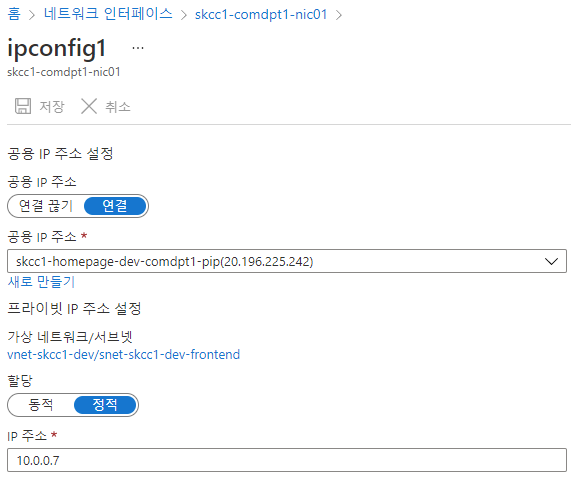 홈 > 네트워크 인터페이스 > skcc1-comdpt1-nic01 >
ipconfig1 ...
skcc1-comdpt1-nic01
저장 취소
공용 IP 주소 설정
공용 IP 주소
연결 끊기 연결
공용 IP 주소 *
skcc1-homepage-dev-comdpt1-pip(20.196.225.242)
새로 만들기
프라이빗 IP 주소 설정
가상 네트워크/서브넷
vnet-skcc1-dev/snet-skcc1-dev-frontend
할당
동적 정적
IP 주소 *
10.0.0.7